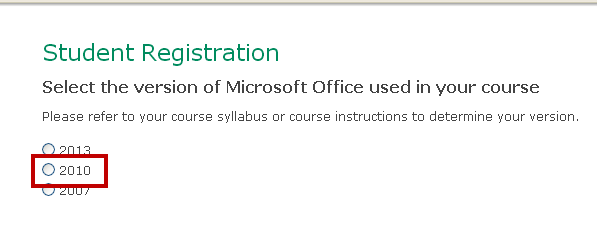 Student Registration
Select the version of Microsoft Office used in your course
Please refer to your course syllabus or course instructions to determine your version.
2013
2010
2007